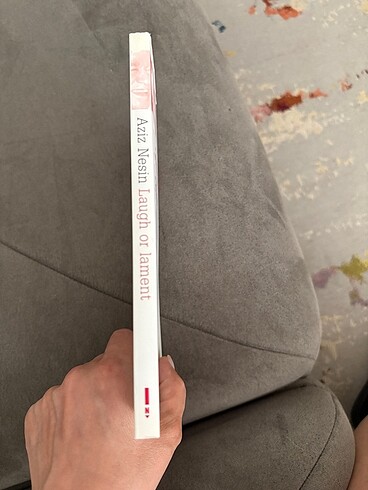 Aziz Nesin Laugh or lament